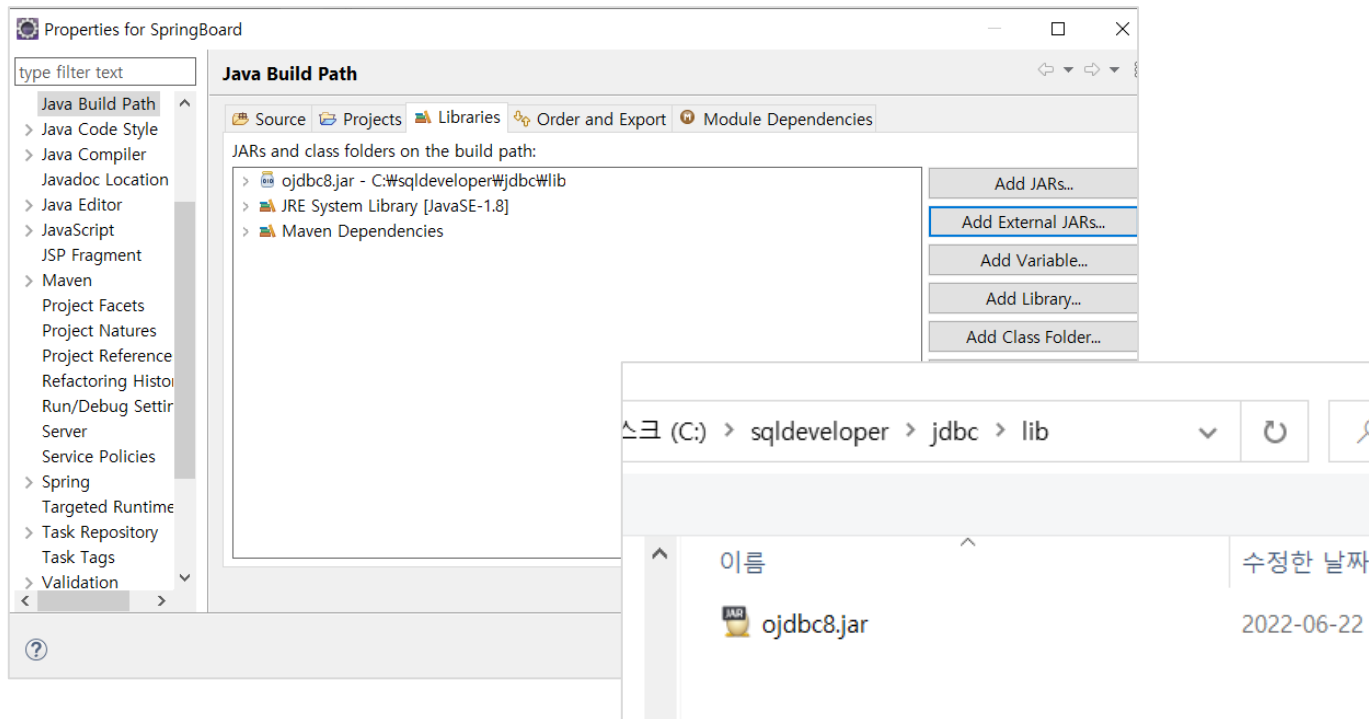 Properties for SpringBoard
type filter text
Java Build Path
Java Code Style
Java Compiler
Javadoc Location
Java Editor
JavaScript
JSP Fragment
Maven
Project Facets
Project Natures
Project Reference
Refactoring Histo
Run/Debug Settin
Server
Service Policies
Spring
Targeted Runtime
Task Repository
Task Tags
Validation
Java Build Path
Source Projects Libraries Order and Export Module Dependencies
JARs and class folders on the build path:
ojdbc8.jar - C:₩sqldeveloper₩jdbc₩lib
JRE System Library [JavaSE-1.8]
Maven Dependencies
Add JARs...
Add External JARs...
Add Variable...
Add Library...
Add Class Folder...
스크 (C:) > sqldeveloper > jdbc > lib
이름 수정한 날짜
ojdbc8.jar 2022-06-22